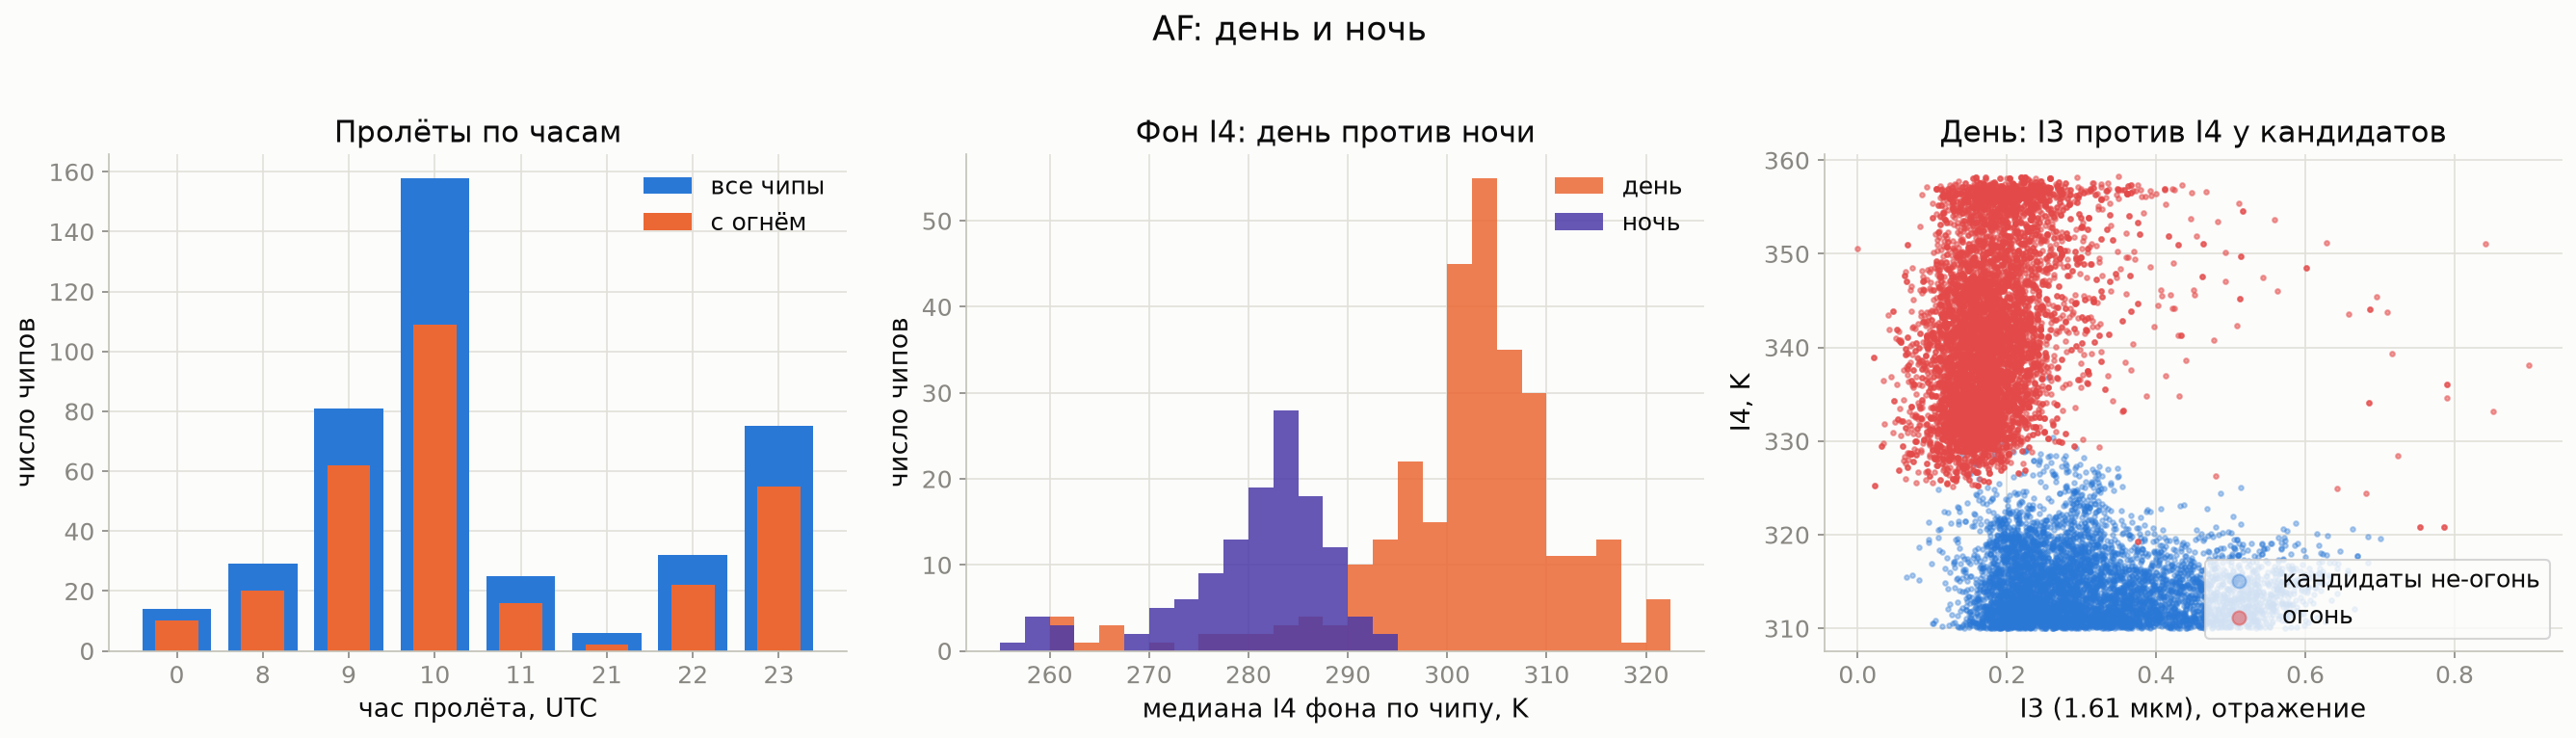 AF: день и ночь
Пролёты по часам
число чипов
160
140
120
100
80
60
40
20
0
все чипы
с огнём
0 8 9 10 11 21 22 23
час пролёта, UTC
Фон I4: день против ночи
число чипов
50
40
30
20
10
0
день
ночь
260 270 280 290 300 310 320
медиана I4 фона по чипу, K
День: I3 против I4 у кандидатов
I4, K
360
350
340
330
320
310
кандидаты не-огонь
огонь
0.0 0.2 0.4 0.6 0.8
I3 (1.61 мкм), отражение